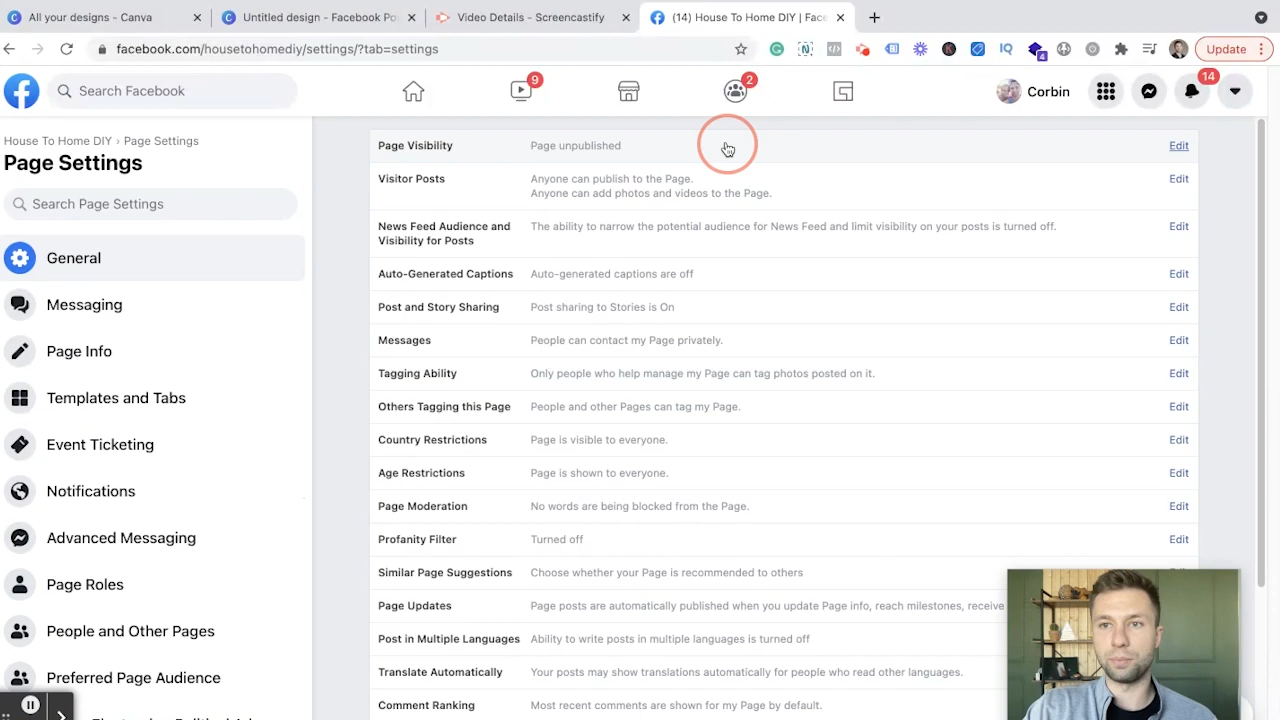 All your designs - Canva
Untitled design - Facebook Po
Video Details - Screencastify
(14) House To Home DIY | Face
facebook.com/housetohomediy/settings/?tab=settings
N
IQ
4
Update
Search Facebook
9
2
Corbin
14
House To Home DIY › Page Settings
Page Settings
Search Page Settings
General
Messaging
Page Info
Templates and Tabs
Event Ticketing
Notifications
Advanced Messaging
Page Roles
People and Other Pages
Preferred Page Audience
Page Visibility Page unpublished Edit
Visitor Posts Anyone can publish to the Page. Edit
Anyone can add photos and videos to the Page.
News Feed Audience and The ability to narrow the potential audience for News Feed and limit visibility on your posts is turned off. Edit
Visibility for Posts
Auto-Generated Captions Auto-generated captions are off Edit
Post and Story Sharing Post sharing to Stories is On Edit
Messages People can contact my Page privately. Edit
Tagging Ability Only people who help manage my Page can tag photos posted on it. Edit
Others Tagging this Page People and other Pages can tag my Page. Edit
Country Restrictions Page is visible to everyone. Edit
Age Restrictions Page is shown to everyone. Edit
Page Moderation No words are being blocked from the Page. Edit
Profanity Filter Turned off Edit
Similar Page Suggestions Choose whether your Page is recommended to others
Page Updates Page posts are automatically published when you update Page info, reach milestones, receive
Post in Multiple Languages Ability to write posts in multiple languages is turned off
Translate Automatically Your posts may show translations automatically for people who read other languages.
Comment Ranking Most recent comments are shown for my Page by default.